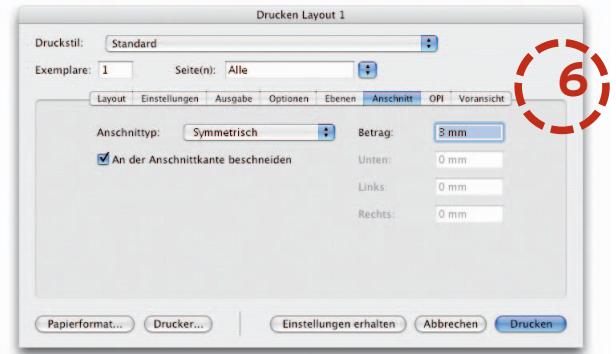 Drucken Layout 1
Druckstil: Standard
Exemplare: 1 Seite(n): Alle
Layout Einstellungen Ausgabe Optionen Ebenen Anschnitt OPI Voransicht
6
Anschnittyp: Symmetrisch Betrag: 3 mm
An der Anschnittkante beschneiden Unten: 0 mm
Links: 0 mm
Rechts: 0 mm
Papierformat... Drucker... Einstellungen erhalten Abbrechen Drucken